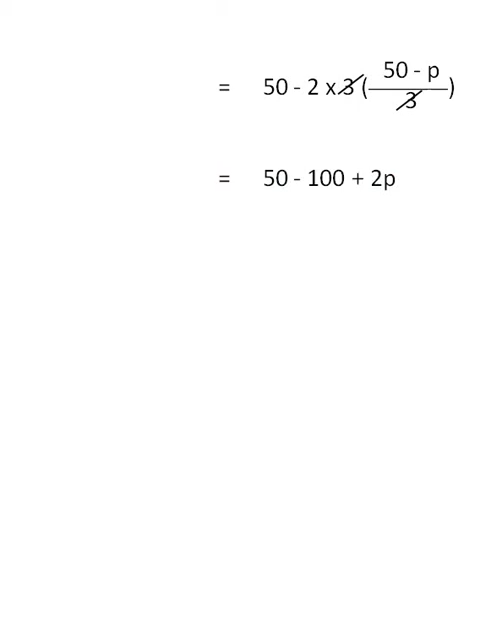 = 50 - 2 x 3 ( 50 - p / 3 )
= 50 - 100 + 2p